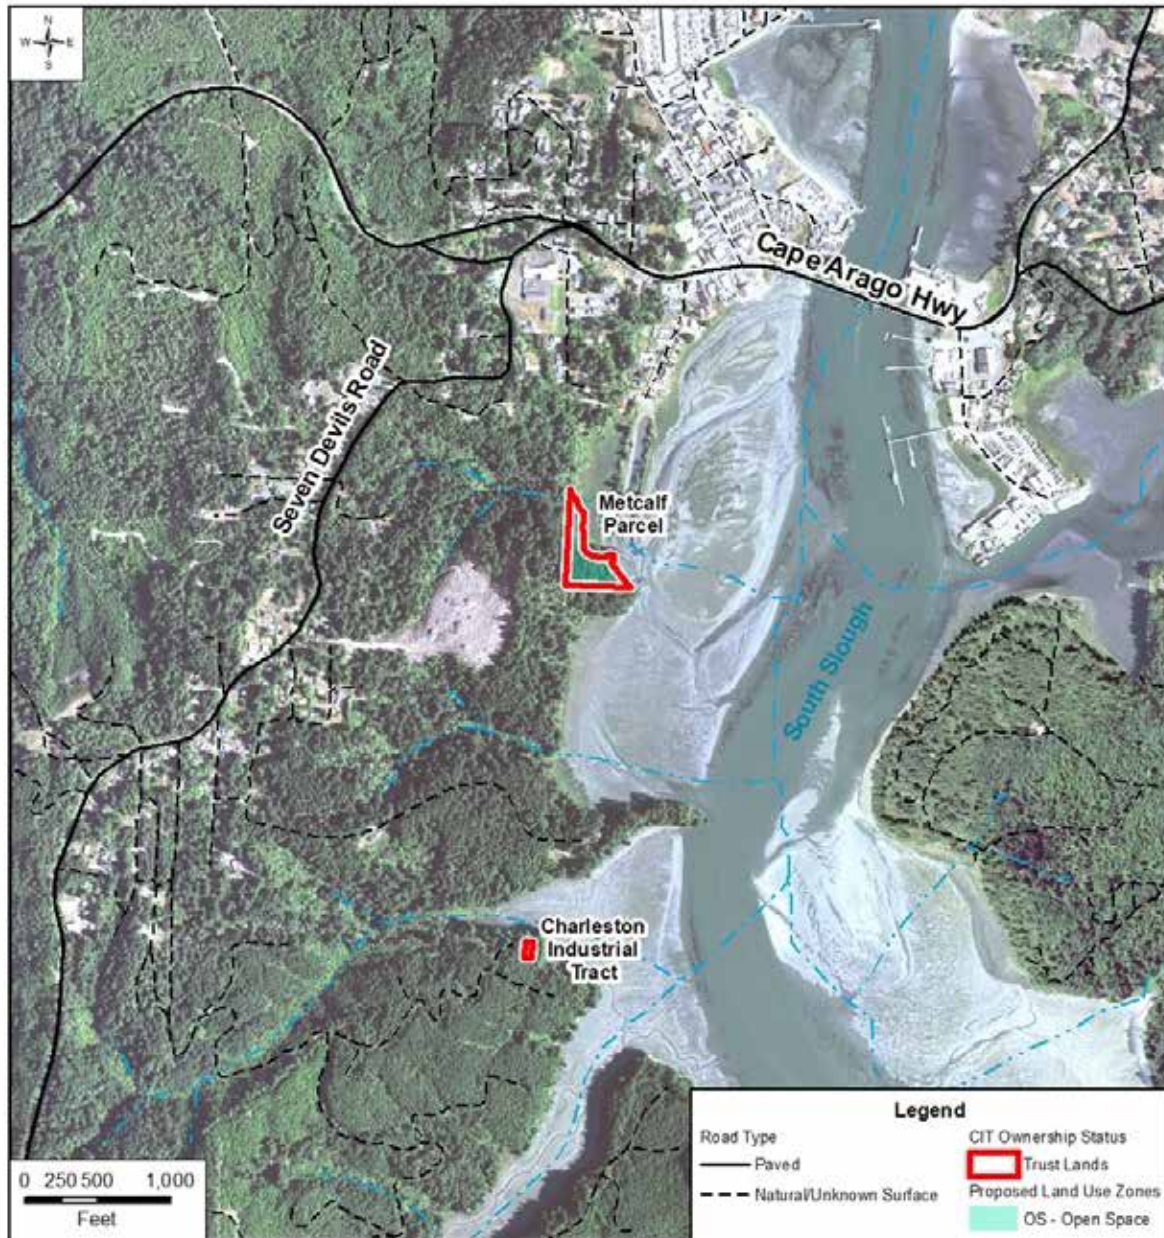 N
W E
S
Cape Arago Hwy
Seven Devils Road
Metcalf
Parcel
South Slough
Charleston
Industrial
Tract
Legend
Road Type
Paved
Natural/Unknown Surface
CIT Ownership Status
Trust Lands
Proposed Land Use Zones
OS - Open Space
0 250 500 1,000
Feet